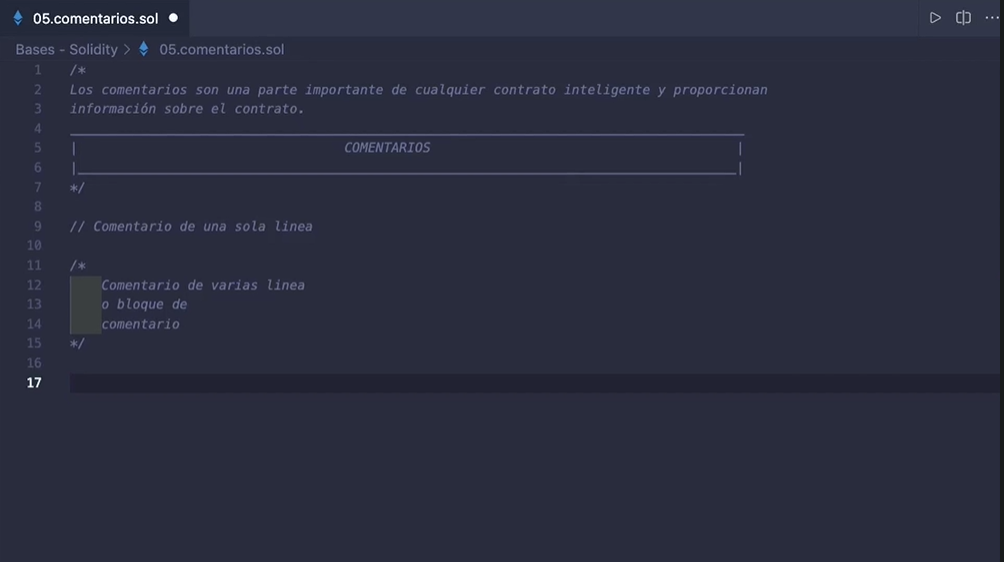 05.comentarios.sol
Bases - Solidity > 05.comentarios.sol
1 /*
2 Los comentarios son una parte importante de cualquier contrato inteligente y proporcionan
3 información sobre el contrato.
4
5 | COMENTARIOS |
6 |_____|
7 */
8
9 // Comentario de una sola linea
10
11 /*
12 Comentario de varias linea
13 o bloque de
14 comentario
15 */
16
17